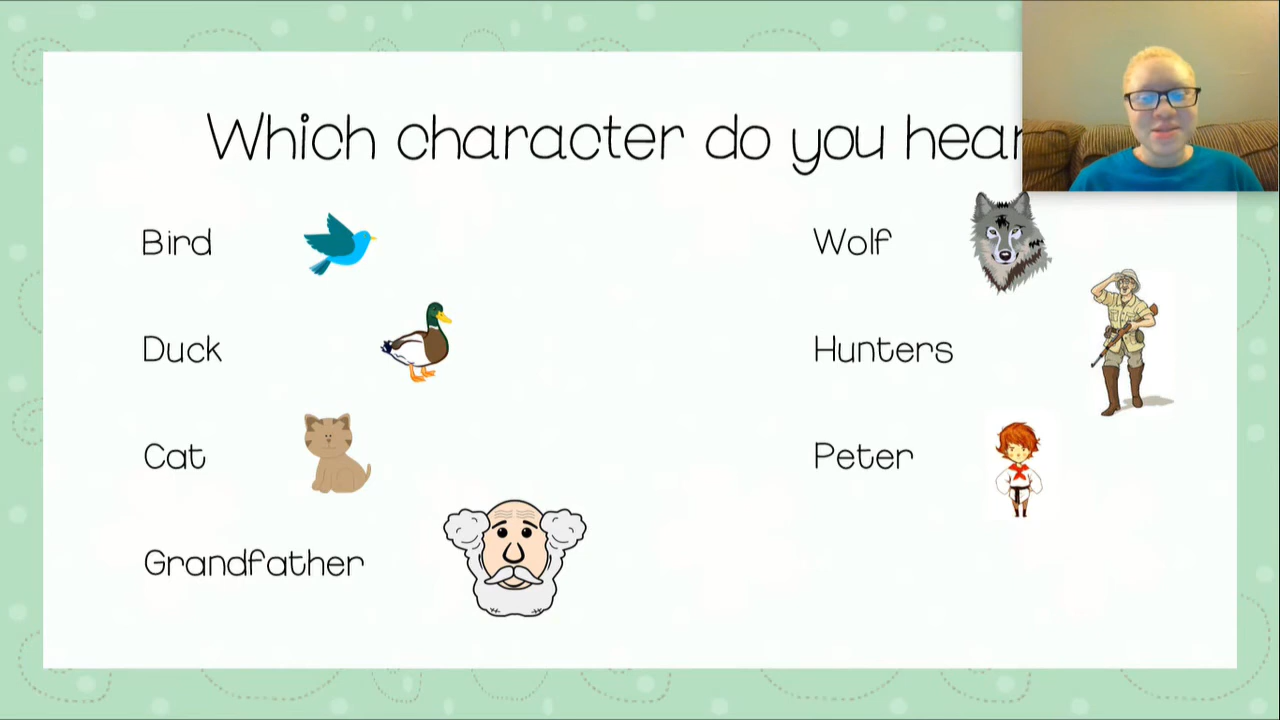 Which character do you hear
Bird
Duck
Cat
Grandfather
Wolf
Hunters
Peter